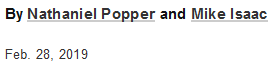 By Nathaniel Popper and Mike Isaac
Feb. 28, 2019